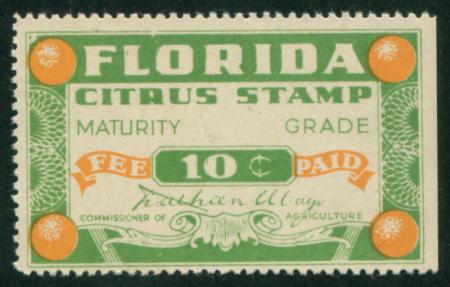 FLORIDA
CITRUS STAMP
MATURITY GRADE
FEE 10¢ PAID
Nathan Mayo
COMMISSIONER OF AGRICULTURE